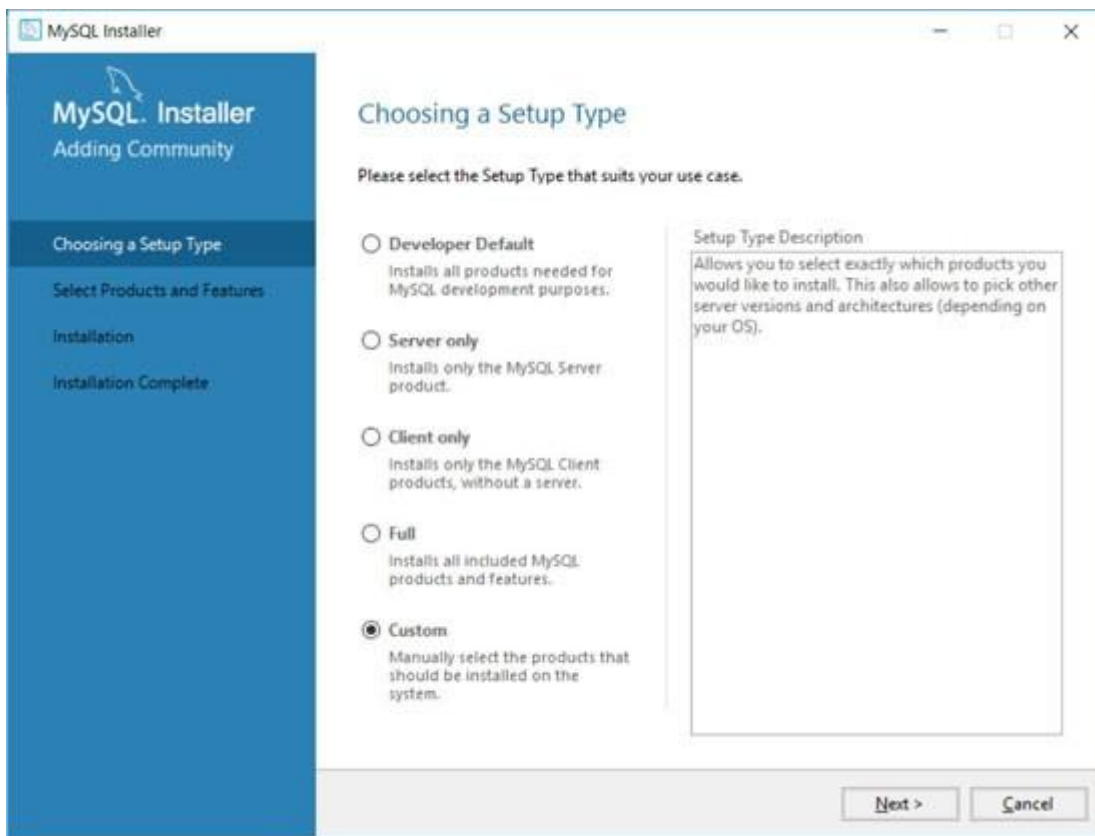 MySQL Installer
MySQL. Installer
Adding Community
Choosing a Setup Type
Select Products and Features
Installation
Installation Complete
Choosing a Setup Type
Please select the Setup Type that suits your use case.
Developer Default
Installs all products needed for
MySQL development purposes.
Server only
Installs only the MySQL Server
product.
Client only
Installs only the MySQL Client
products, without a server.
Full
Installs all included MySQL
products and features.
Custom
Manually select the products that
should be installed on the
system.
Setup Type Description
Allows you to select exactly which products you
would like to install. This also allows to pick other
server versions and architectures (depending on
your OS).
Next >
Cancel